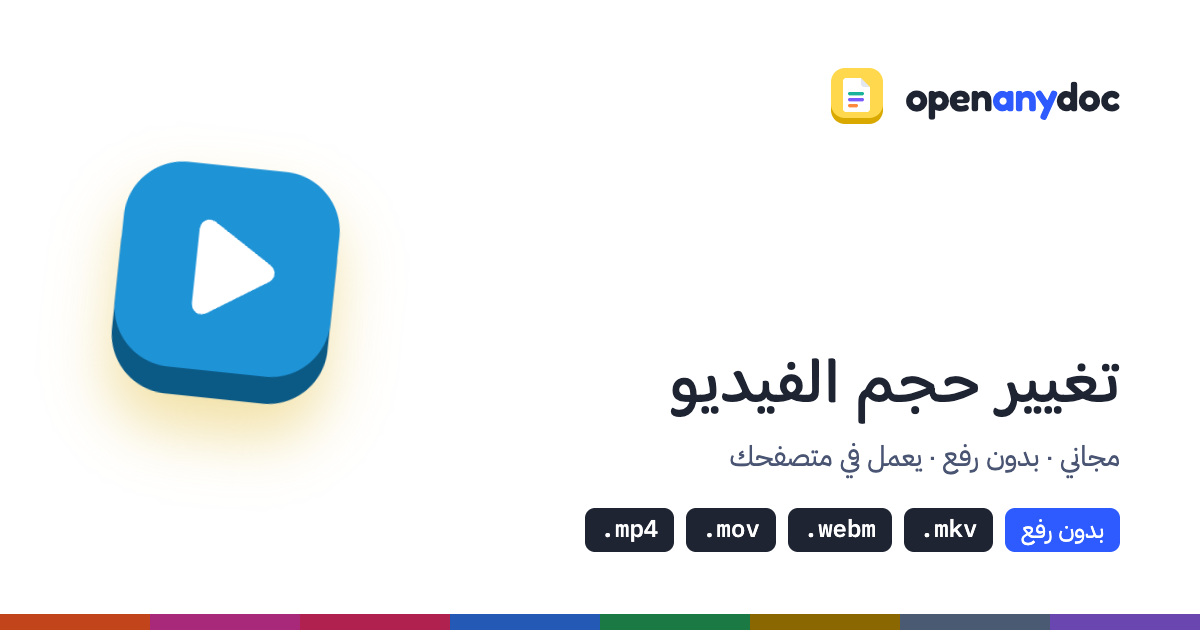 openanydoc
تغيير حجم الفيديو
مجاني · بدون رفع · يعمل في متصفحك
بدون رفع .mkv .webm .mov .mp4